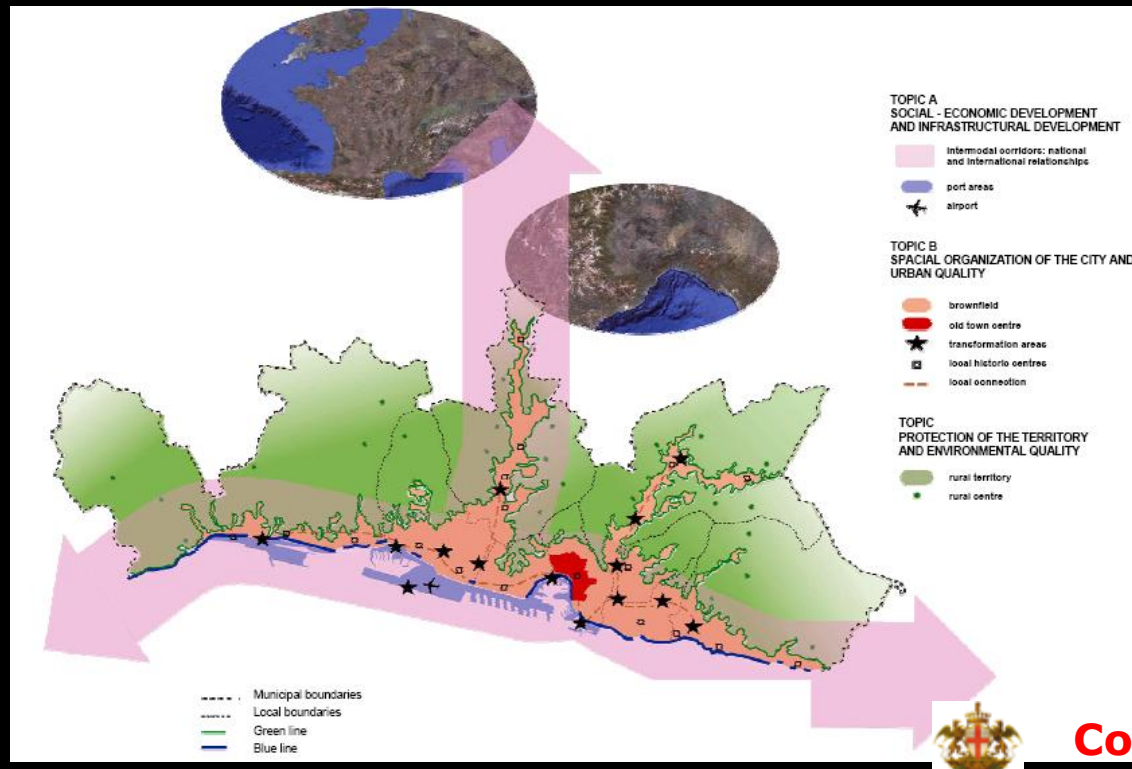 TOPIC A
SOCIAL - ECONOMIC DEVELOPMENT
AND INFRASTRUCTURAL DEVELOPMENT
intermodal corridors: national
and international relationships
port areas
airport
TOPIC B
SPACIAL ORGANIZATION OF THE CITY AND
URBAN QUALITY
brownfield
old town centre
transformation areas
local historic centres
local connection
TOPIC
PROTECTION OF THE TERRITORY
AND ENVIRONMENTAL QUALITY
rural territory
rural centre
Municipal boundaries
Local boundaries
Green line
Blue line
Co